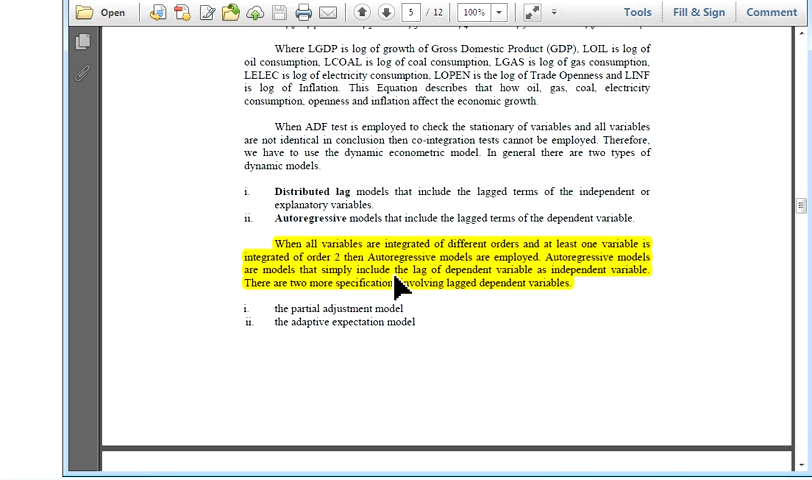 Open
5 / 12
100%
Tools
Fill & Sign
Comment
Where LGDP is log of growth of Gross Domestic Product (GDP), LOIL is log of
oil consumption, LCOAL is log of coal consumption, LGAS is log of gas consumption,
LELEC is log of electricity consumption, LOPEN is the log of Trade Openness and LINF
is log of Inflation. This Equation describes that how oil, gas, coal, electricity
consumption, openness and inflation affect the economic growth.
When ADF test is employed to check the stationary of variables and all variables
are not identical in conclusion then co-integration tests cannot be employed. Therefore,
we have to use the dynamic econometric model. In general there are two types of
dynamic models.
i. Distributed lag models that include the lagged terms of the independent or
explanatory variables.
ii. Autoregressive models that include the lagged terms of the dependent variable.
When all variables are integrated of different orders and at least one variable is
integrated of order 2 then Autoregressive models are employed. Autoregressive models
are models that simply include the lag of dependent variable as independent variable.
There are two more specification involving lagged dependent variables.
i. the partial adjustment model
ii. the adaptive expectation model